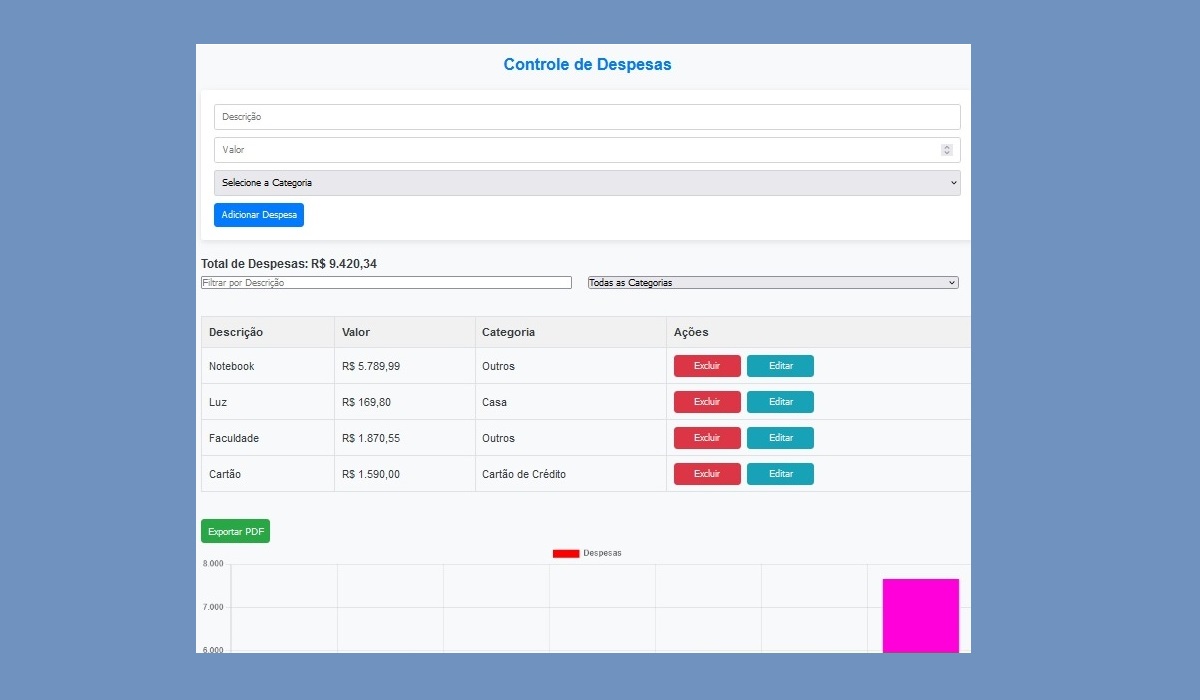 Controle de Despesas
Descrição
Valor
Selecione a Categoria
Adicionar Despesa
Total de Despesas: R$ 9.420,34
Filtrar por Descrição Todas as Categorias
Descrição Valor Categoria Ações
Notebook R$ 5.789,99 Outros Excluir Editar
Luz R$ 169,80 Casa Excluir Editar
Faculdade R$ 1.870,55 Outros Excluir Editar
Cartão R$ 1.590,00 Cartão de Crédito Excluir Editar
Exportar PDF
Despesas
8.000
7.000
6.000